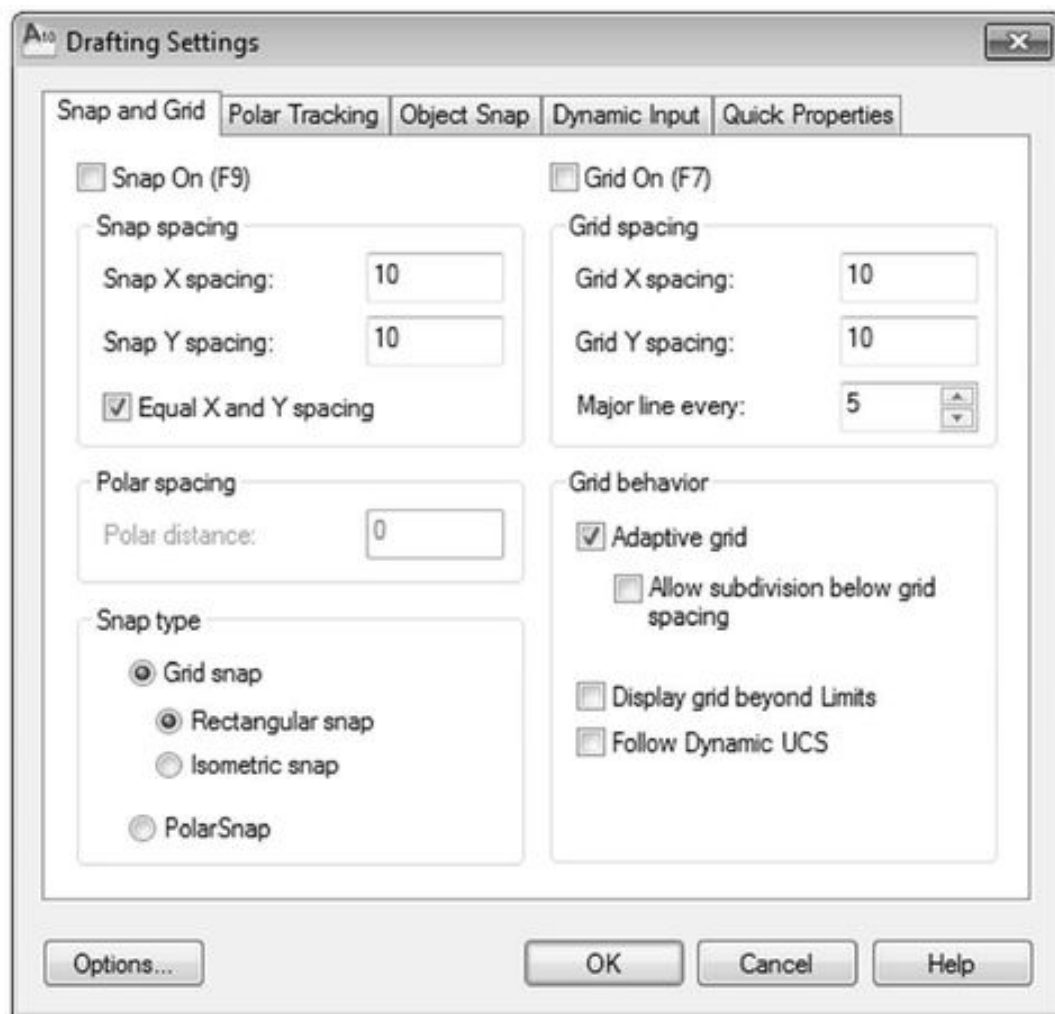 A10 Drafting Settings
Snap and Grid Polar Tracking Object Snap Dynamic Input Quick Properties
Snap On (F9)
Snap spacing
Snap X spacing: 10
Snap Y spacing: 10
Equal X and Y spacing
Polar spacing
Polar distance: 0
Snap type
Grid snap
Rectangular snap
Isometric snap
PolarSnap
Grid On (F7)
Grid spacing
Grid X spacing: 10
Grid Y spacing: 10
Major line every: 5
Grid behavior
Adaptive grid
Allow subdivision below grid
spacing
Display grid beyond Limits
Follow Dynamic UCS
Options... OK Cancel Help